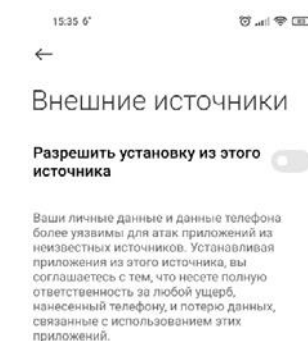 15:35 6°
Внешние источники
Разрешить установку из этого
источника
Ваши личные данные и данные телефона
более уязвимы для атак приложений из
неизвестных источников. Устанавливая
приложения из этого источника, вы
соглашаетесь с тем, что несете полную
ответственность за любой ущерб,
нанесенный телефону, и потерю данных,
связанные с использованием этих
приложений.